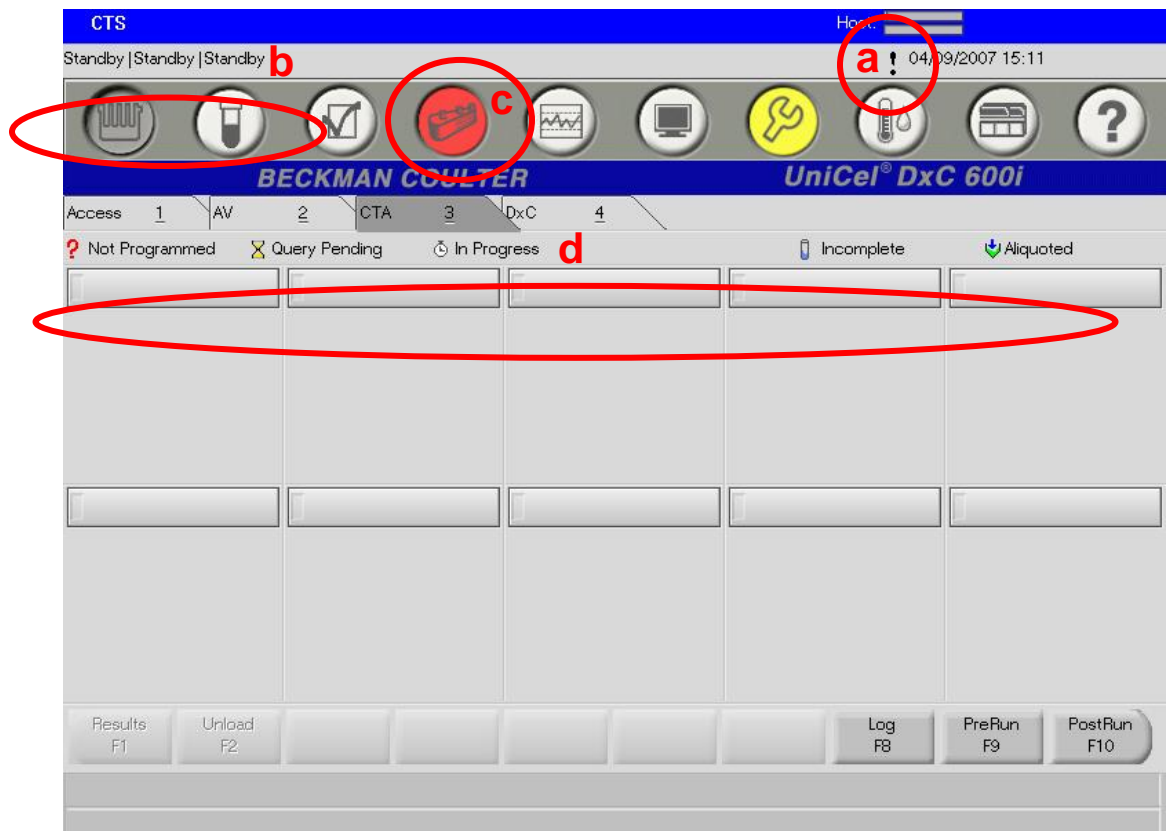 CTS Host:
Standby |Standby |Standby b a ! 04/09/2007 15:11
c
?
BECKMAN COULTER UniCel® DxC 600i
Access 1 AV 2 CTA 3 DxC 4
? Not Programmed Query Pending In Progress d Incomplete Aliquoted
Results Unload Log PreRun PostRun
F1 F2 F8 F9 F10